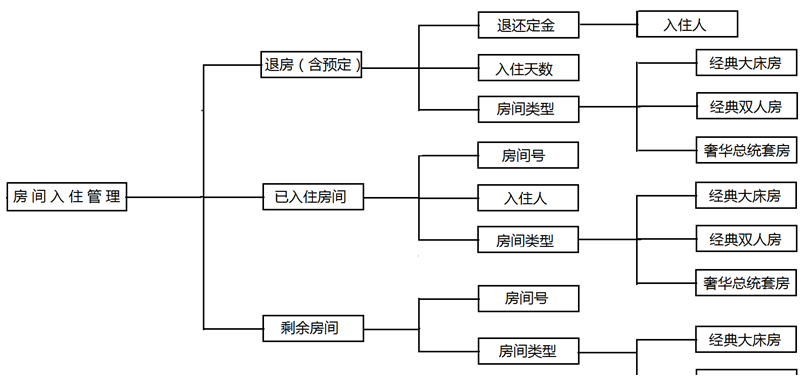 退还定金
入住人
退房（含预定）
入住天数
经典大床房
房间类型
经典双人房
奢华总统套房
房间号
房间入住管理
已入住房间
入住人
经典大床房
房间类型
经典双人房
奢华总统套房
房间号
剩余房间
经典大床房
房间类型